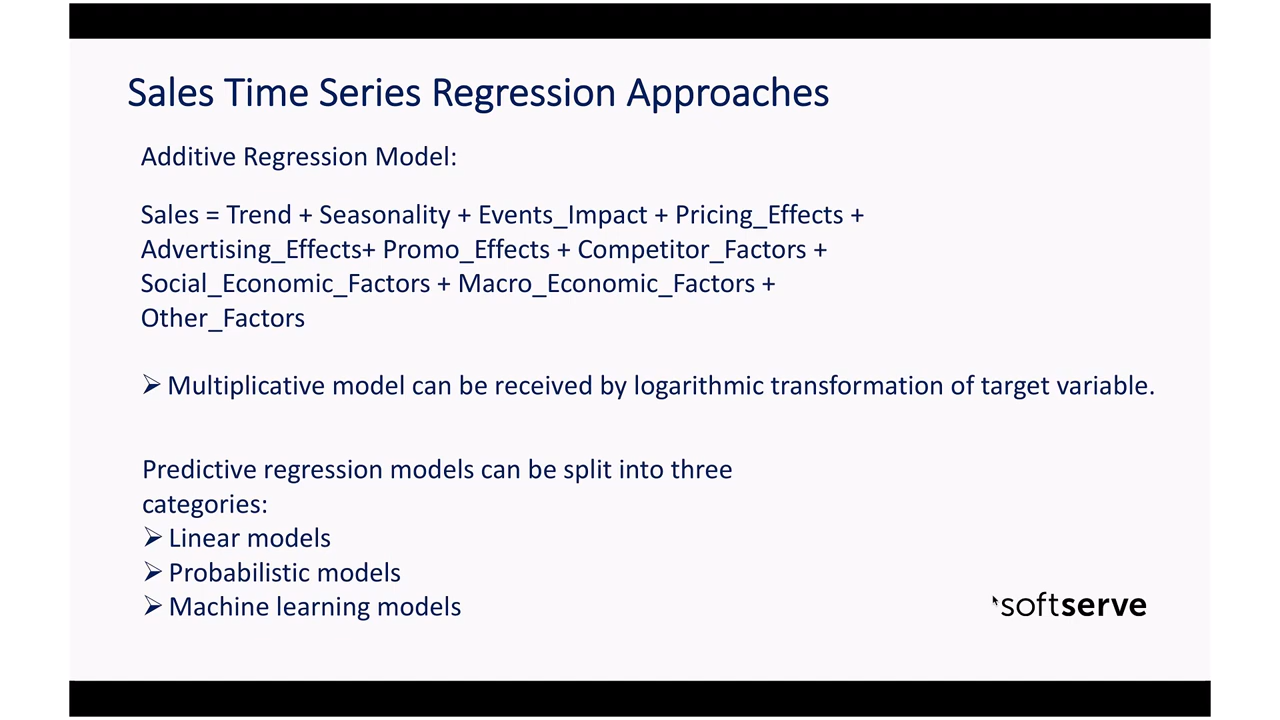 Sales Time Series Regression Approaches
Additive Regression Model:
Sales = Trend + Seasonality + Events_Impact + Pricing_Effects +
Advertising_Effects+ Promo_Effects + Competitor_Factors +
Social_Economic_Factors + Macro_Economic_Factors +
Other_Factors
➢ Multiplicative model can be received by logarithmic transformation of target variable.
Predictive regression models can be split into three
categories:
➢ Linear models
➢ Probabilistic models
➢ Machine learning models
softserve